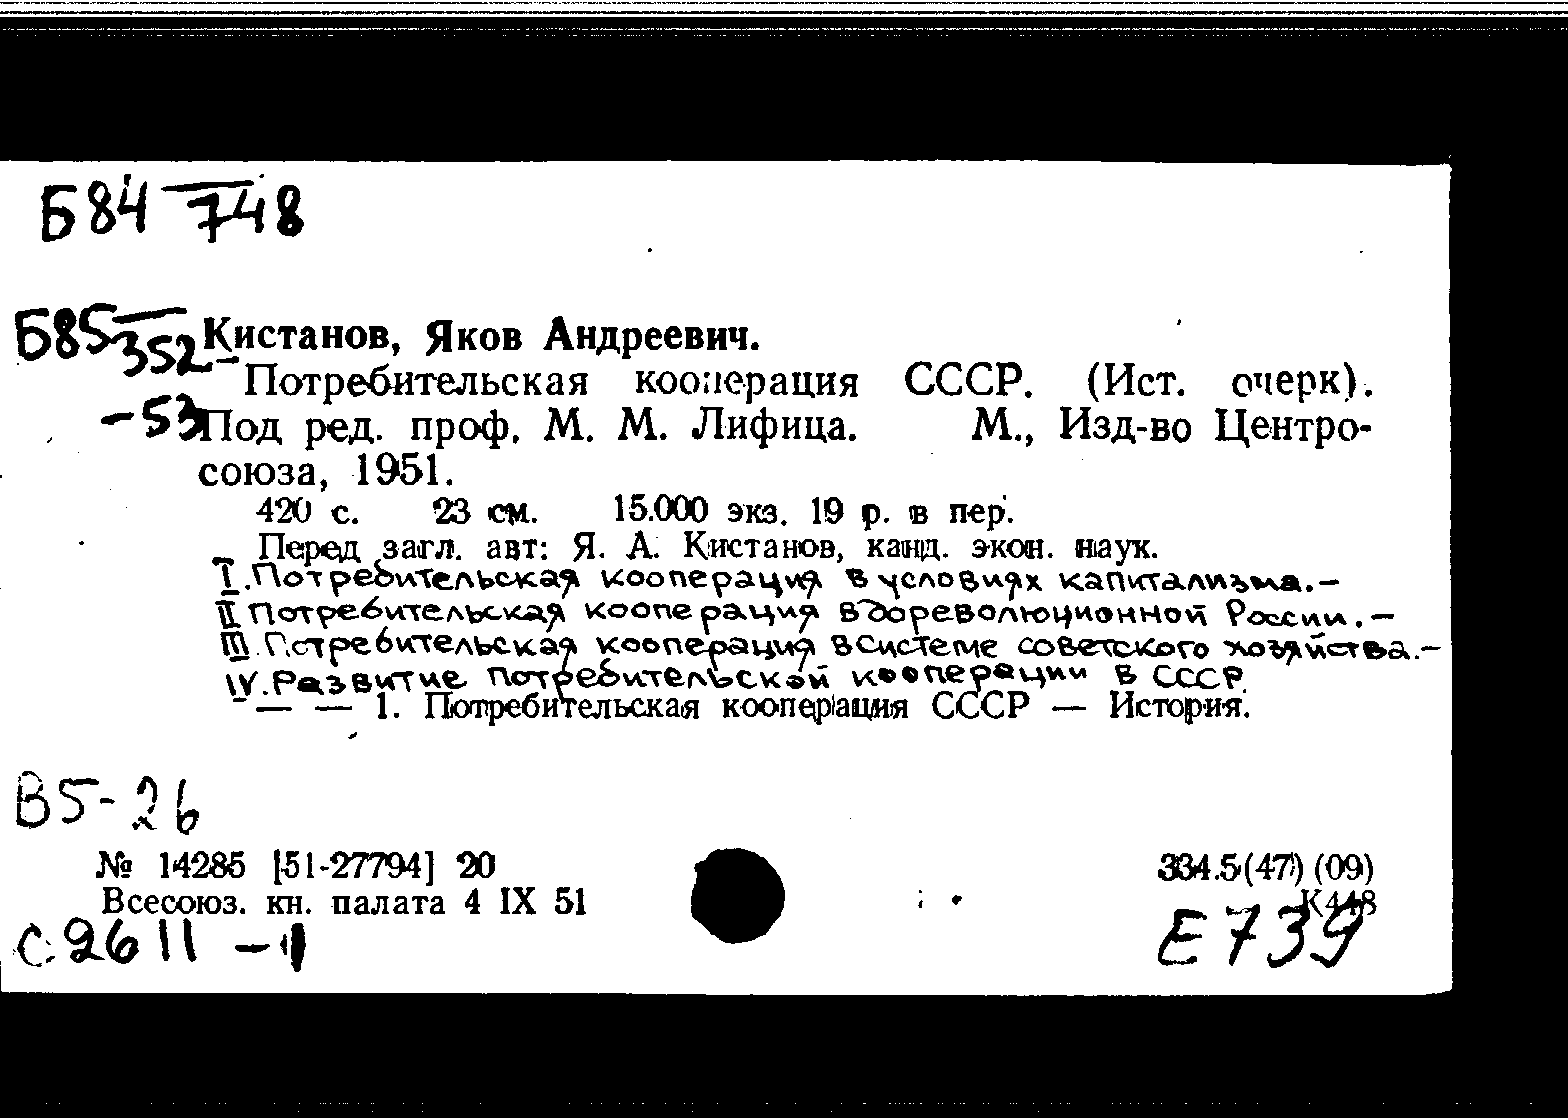 Б84 748
Б85 352 Кистанов, Яков Андреевич.
Потребительская кооперация СССР. (Ист. очерк).
-53 Под ред. проф. М. М. Лифица. М., Изд-во Центро-
союза, 1951.
420 с. 23 см. 15.000 экз. 19 р. в пер.
Перед загл. авт: Я. А. Кистанов, канд. экон. наук.
I. Потребительская кооперация в условиях капитализма.—
II Потребительская кооперация в дореволюционной России.—
III. Потребительская кооперация в системе советского хозяйства.—
IV. Развитие потребительской кооперации в СССР
— — 1. Потребительская кооперация СССР — История.
В5-26
№ 14285 [51-27794] 20 334.5(47) (09)
Всесоюз. кн. палата 4 IX 51 К448
С 2611 -1 Е739